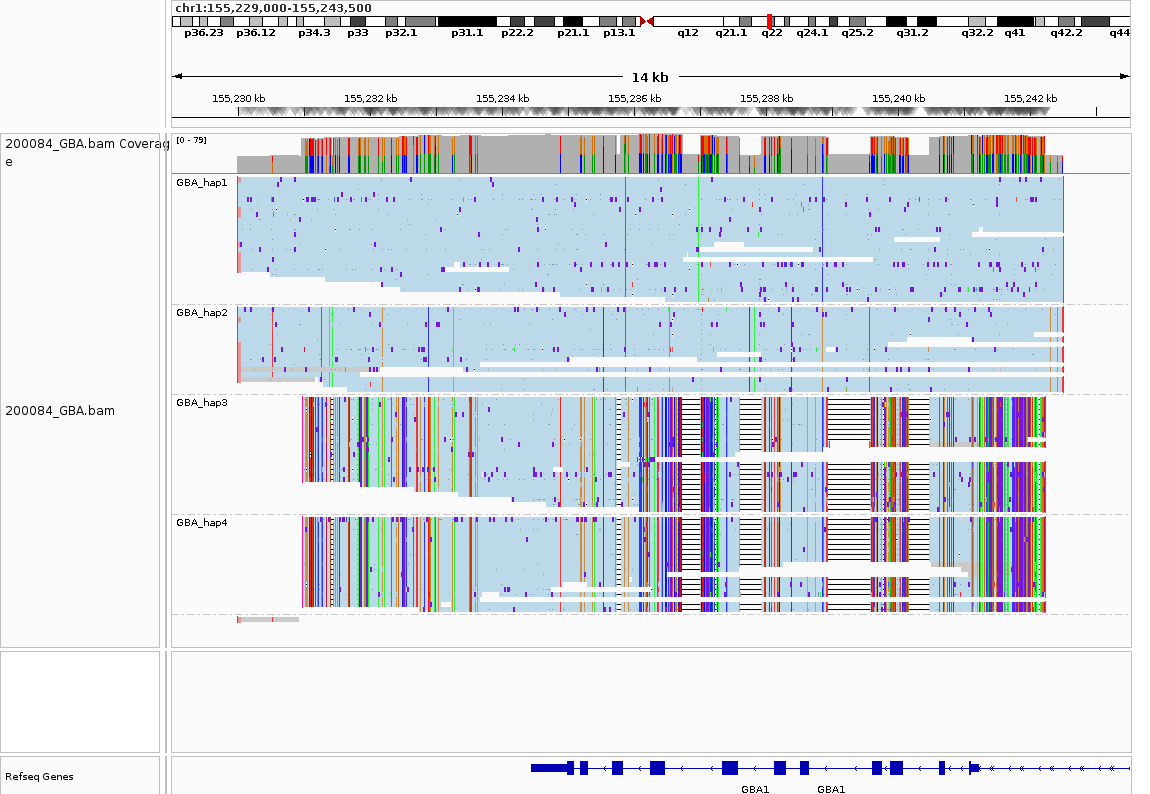 chr1:155,229,000-155,243,500
p36.23 p36.12 p34.3 p33 p32.1 p31.1 p22.2 p21.1 p13.1 q12 q21.1 q22 q24.1 q25.2 q31.2 q32.2 q41 q42.2 q44
14 kb
155,230 kb 155,232 kb 155,234 kb 155,236 kb 155,238 kb 155,240 kb 155,242 kb
200084_GBA.bam Coverag
e
[0 - 79]
GBA_hap1
GBA_hap2
GBA_hap3
200084_GBA.bam
GBA_hap4
Refseq Genes
GBA1 GBA1